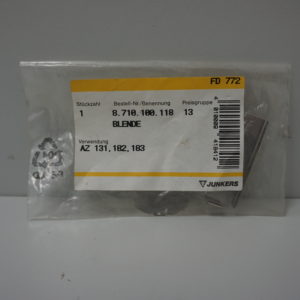 FD 772
Stückzahl Bestell-Nr./Benennung Preisgruppe
1 8.710.100.118 13
BLENDE
Verwendung
AZ 131,182,183
JUNKERS